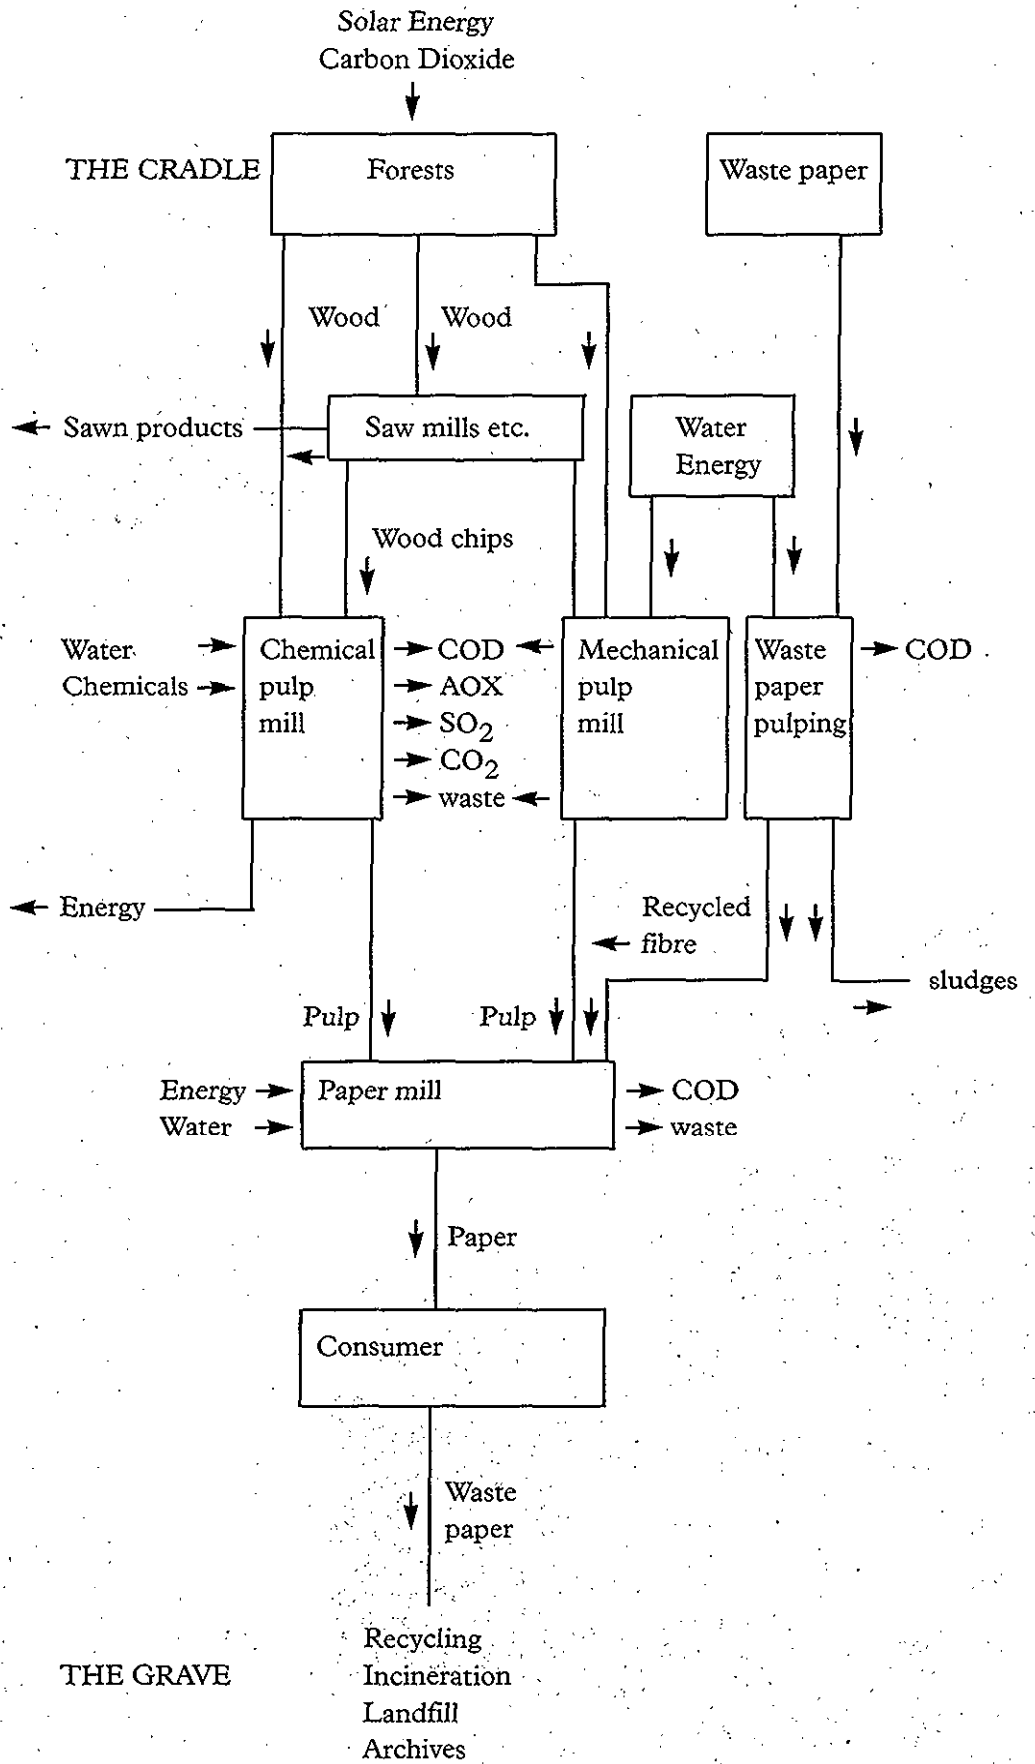 Solar Energy
Carbon Dioxide
THE CRADLE
Forests
Waste paper
Wood
Wood
Sawn products
Saw mills etc.
Water
Energy
Wood chips
Water
Chemicals
Chemical
pulp
mill
COD
AOX
SO2
CO2
waste
Mechanical
pulp
mill
Waste
paper
pulping
COD
Energy
Recycled
fibre
sludges
Pulp
Pulp
Energy
Water
Paper mill
COD
waste
Paper
Consumer
Waste
paper
THE GRAVE
Recycling
Incineration
Landfill
Archives